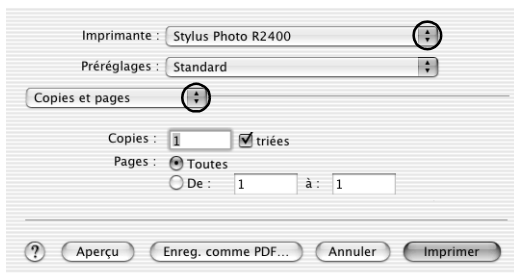 Imprimante : Stylus Photo R2400
Préréglages : Standard
Copies et pages
Copies : 1 triées
Pages : Toutes
De : 1 à : 1
? Aperçu Enreg. comme PDF... Annuler Imprimer